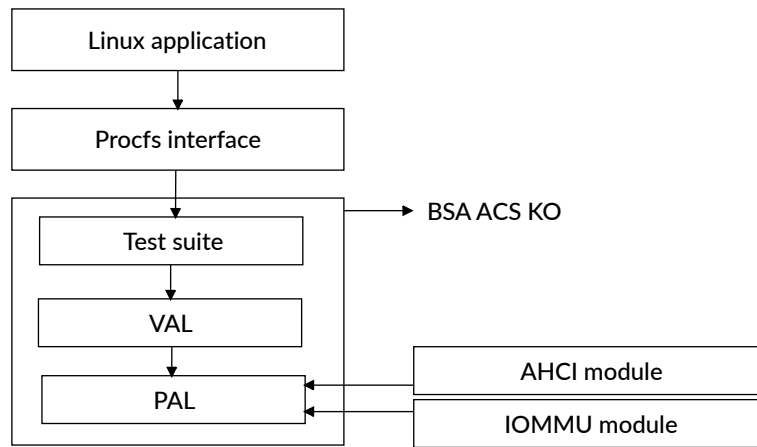 Linux application
Procfs interface
BSA ACS KO
Test suite
VAL
AHCI module
PAL
IOMMU module